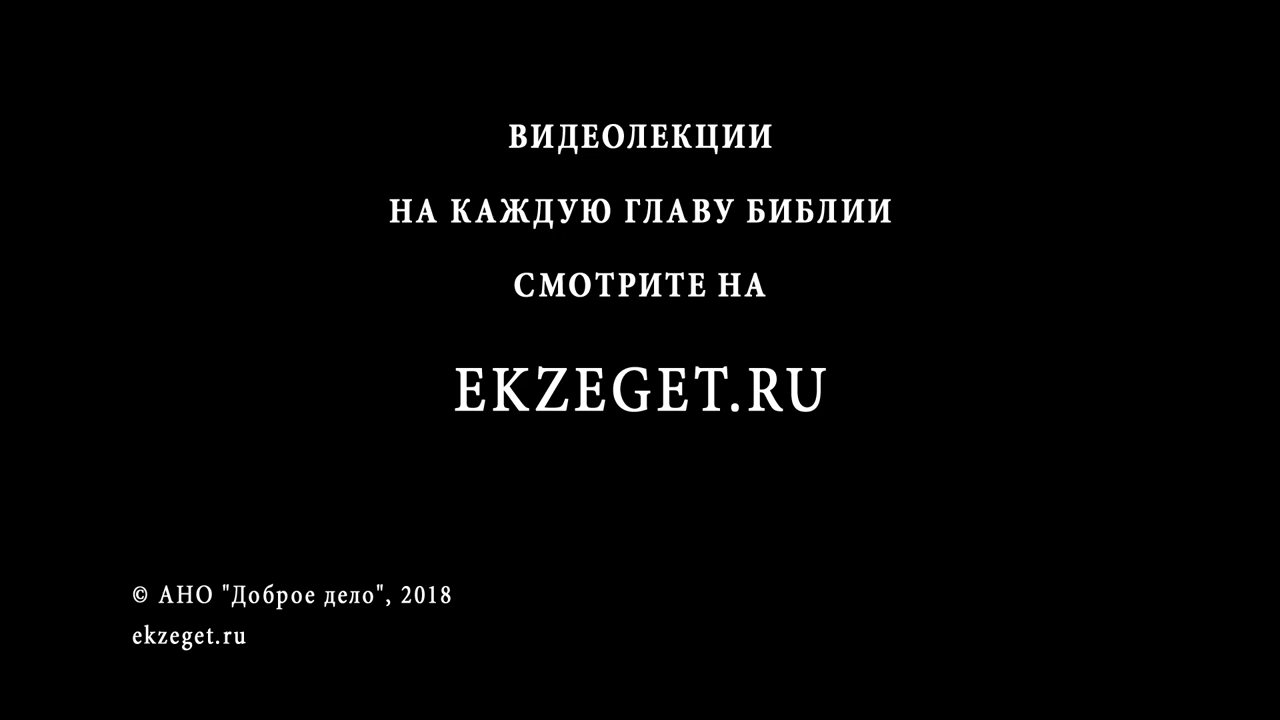 ВИДЕОЛЕКЦИИ
НА КАЖДУЮ ГЛАВУ БИБЛИИ
СМОТРИТЕ НА
EKZEGET.RU
© АНО "Доброе дело", 2018
ekzeget.ru